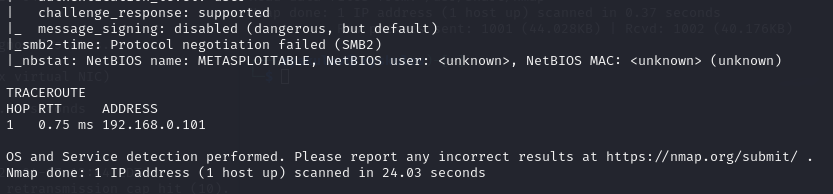 |   challenge_response: supported
|_  message_signing: disabled (dangerous, but default)
|_smb2-time: Protocol negotiation failed (SMB2)
|_nbstat: NetBIOS name: METASPLOITABLE, NetBIOS user: <unknown>, NetBIOS MAC: <unknown> (unknown)
TRACEROUTE
HOP RTT     ADDRESS
1   0.75 ms 192.168.0.101
OS and Service detection performed. Please report any incorrect results at https://nmap.org/submit/ .
Nmap done: 1 IP address (1 host up) scanned in 24.03 seconds